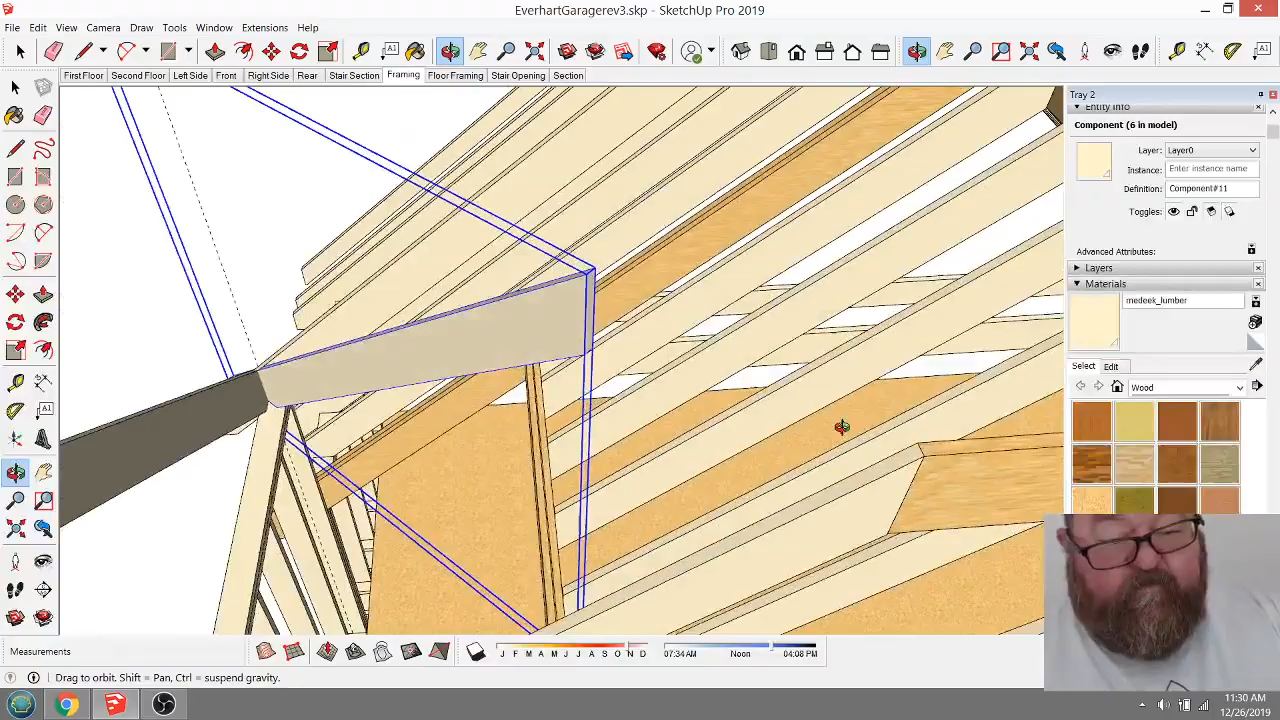 EverhartGaragerev3.skp - SketchUp Pro 2019
File Edit View Camera Draw Tools Window Extensions Help
First Floor Second Floor Left Side Front Right Side Rear Stair Section Framing Floor Framing Stair Opening Section
Tray 2
Entity Info
Component (6 in model)
Layer: Layer0
Instance: Enter instance name
Definition: Component#11
Toggles:
Advanced Attributes:
Layers
Materials
medeek_lumber
Select Edit
Wood
Measurements
J F M A M J J A S O N D
07:34 AM Noon 04:08 PM
Drag to orbit. Shift = Pan, Ctrl = suspend gravity.
11:30 AM
12/26/2019